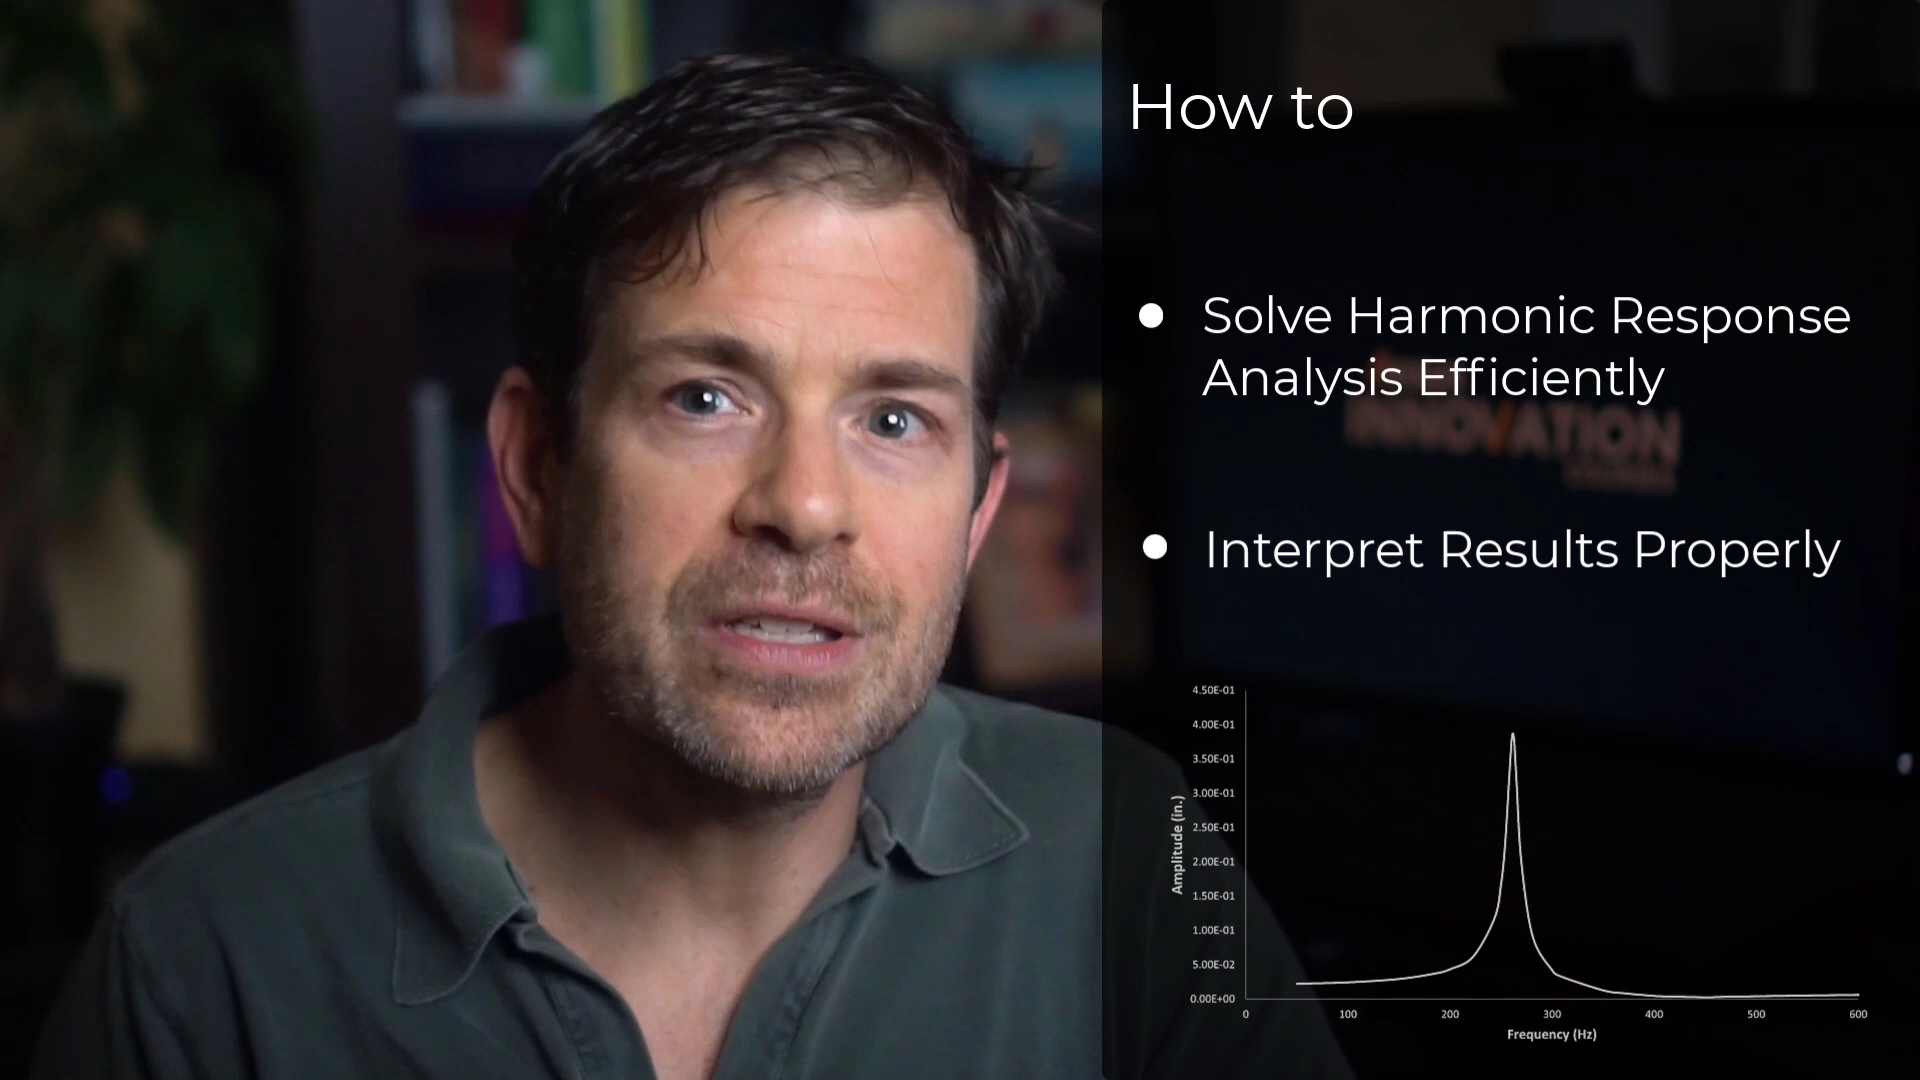 How to
● Solve Harmonic Response
Analysis Efficiently
INNOVATION
● Interpret Results Properly
4.50E-01
4.00E-01
3.50E-01
3.00E-01
2.50E-01
2.00E-01
1.50E-01
1.00E-01
5.00E-02
0.00E+00
Amplitude (in.)
0 100 200 300 400 500 600
Frequency (Hz)